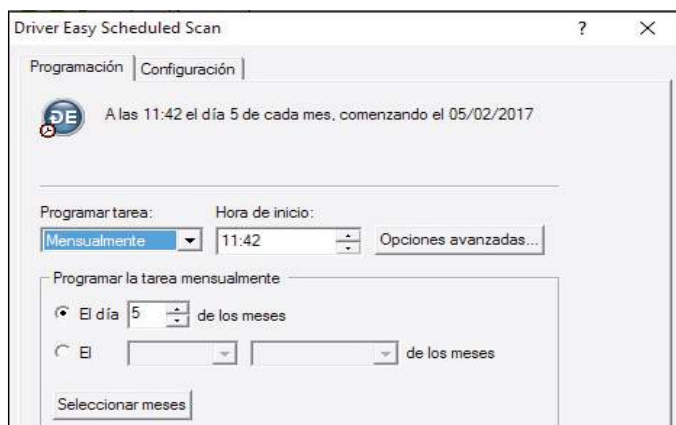 Driver Easy Scheduled Scan
Programación
Configuración
DE
A las 11:42 el día 5 de cada mes, comenzando el 05/02/2017
Programar tarea:
Hora de inicio:
Mensualmente
11:42
Opciones avanzadas...
Programar la tarea mensualmente
El día 5 de los meses
El de los meses
Seleccionar meses